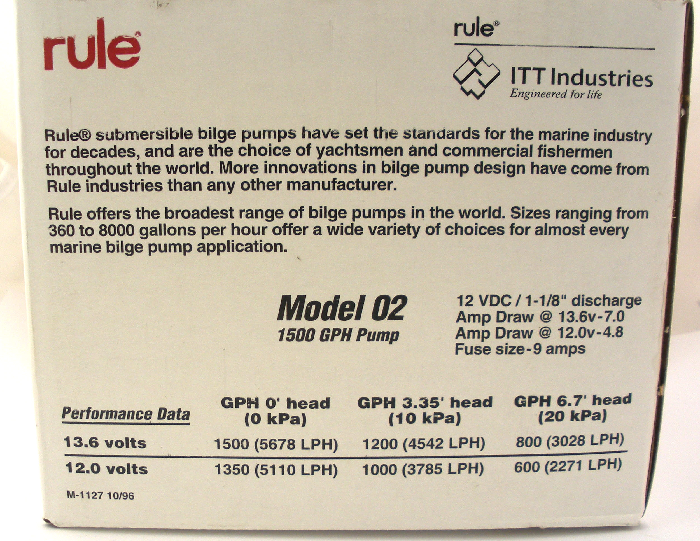 rule®
rule®
ITT Industries
Engineered for life
Rule® submersible bilge pumps have set the standards for the marine industry
for decades, and are the choice of yachtsmen and commercial fishermen
throughout the world. More innovations in bilge pump design have come from
Rule industries than any other manufacturer.
Rule offers the broadest range of bilge pumps in the world. Sizes ranging from
360 to 8000 gallons per hour offer a wide variety of choices for almost every
marine bilge pump application.
Model 02
1500 GPH Pump
12 VDC / 1-1/8" discharge
Amp Draw @ 13.6v-7.0
Amp Draw @ 12.0v-4.8
Fuse size-9 amps
Performance Data
GPH 0' head
(0 kPa)
GPH 3.35' head
(10 kPa)
GPH 6.7' head
(20 kPa)
13.6 volts 1500 (5678 LPH) 1200 (4542 LPH) 800 (3028 LPH)
12.0 volts 1350 (5110 LPH) 1000 (3785 LPH) 600 (2271 LPH)
M-1127 10/96